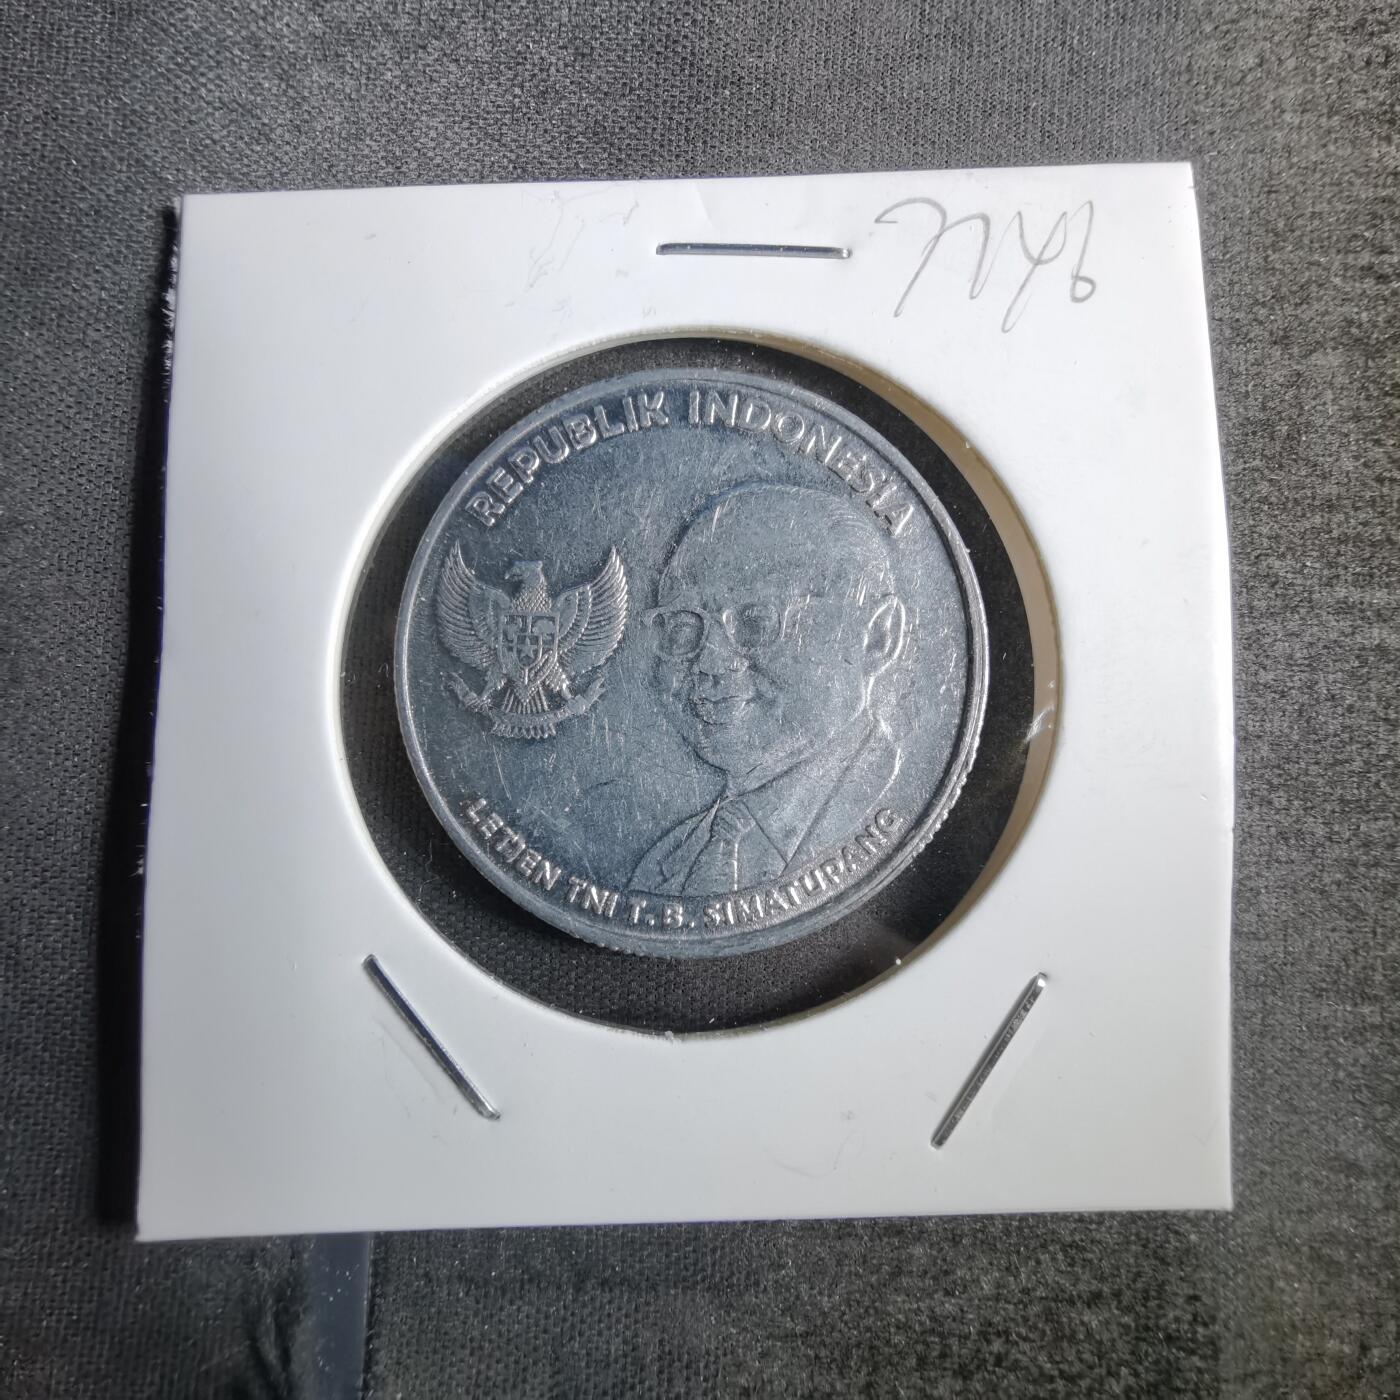 REPUBLIK INDONESIA
LETJEN TNI T.B. SIMATUPANG